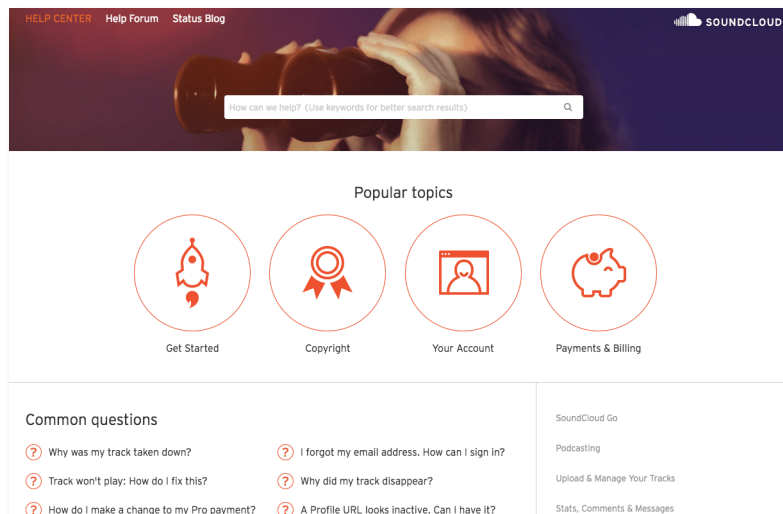 HELP CENTER Help Forum Status Blog
SOUNDCLOUD
How can we help? (Use keywords for better search results)
Popular topics
Get Started Copyright Your Account Payments & Billing
Common questions
? Why was my track taken down?
? I forgot my email address. How can I sign in?
? Track won't play: How do I fix this?
? Why did my track disappear?
? How do I make a change to my Pro payment?
? A Profile URL looks inactive. Can I have it?
SoundCloud Go
Podcasting
Upload & Manage Your Tracks
Stats, Comments & Messages